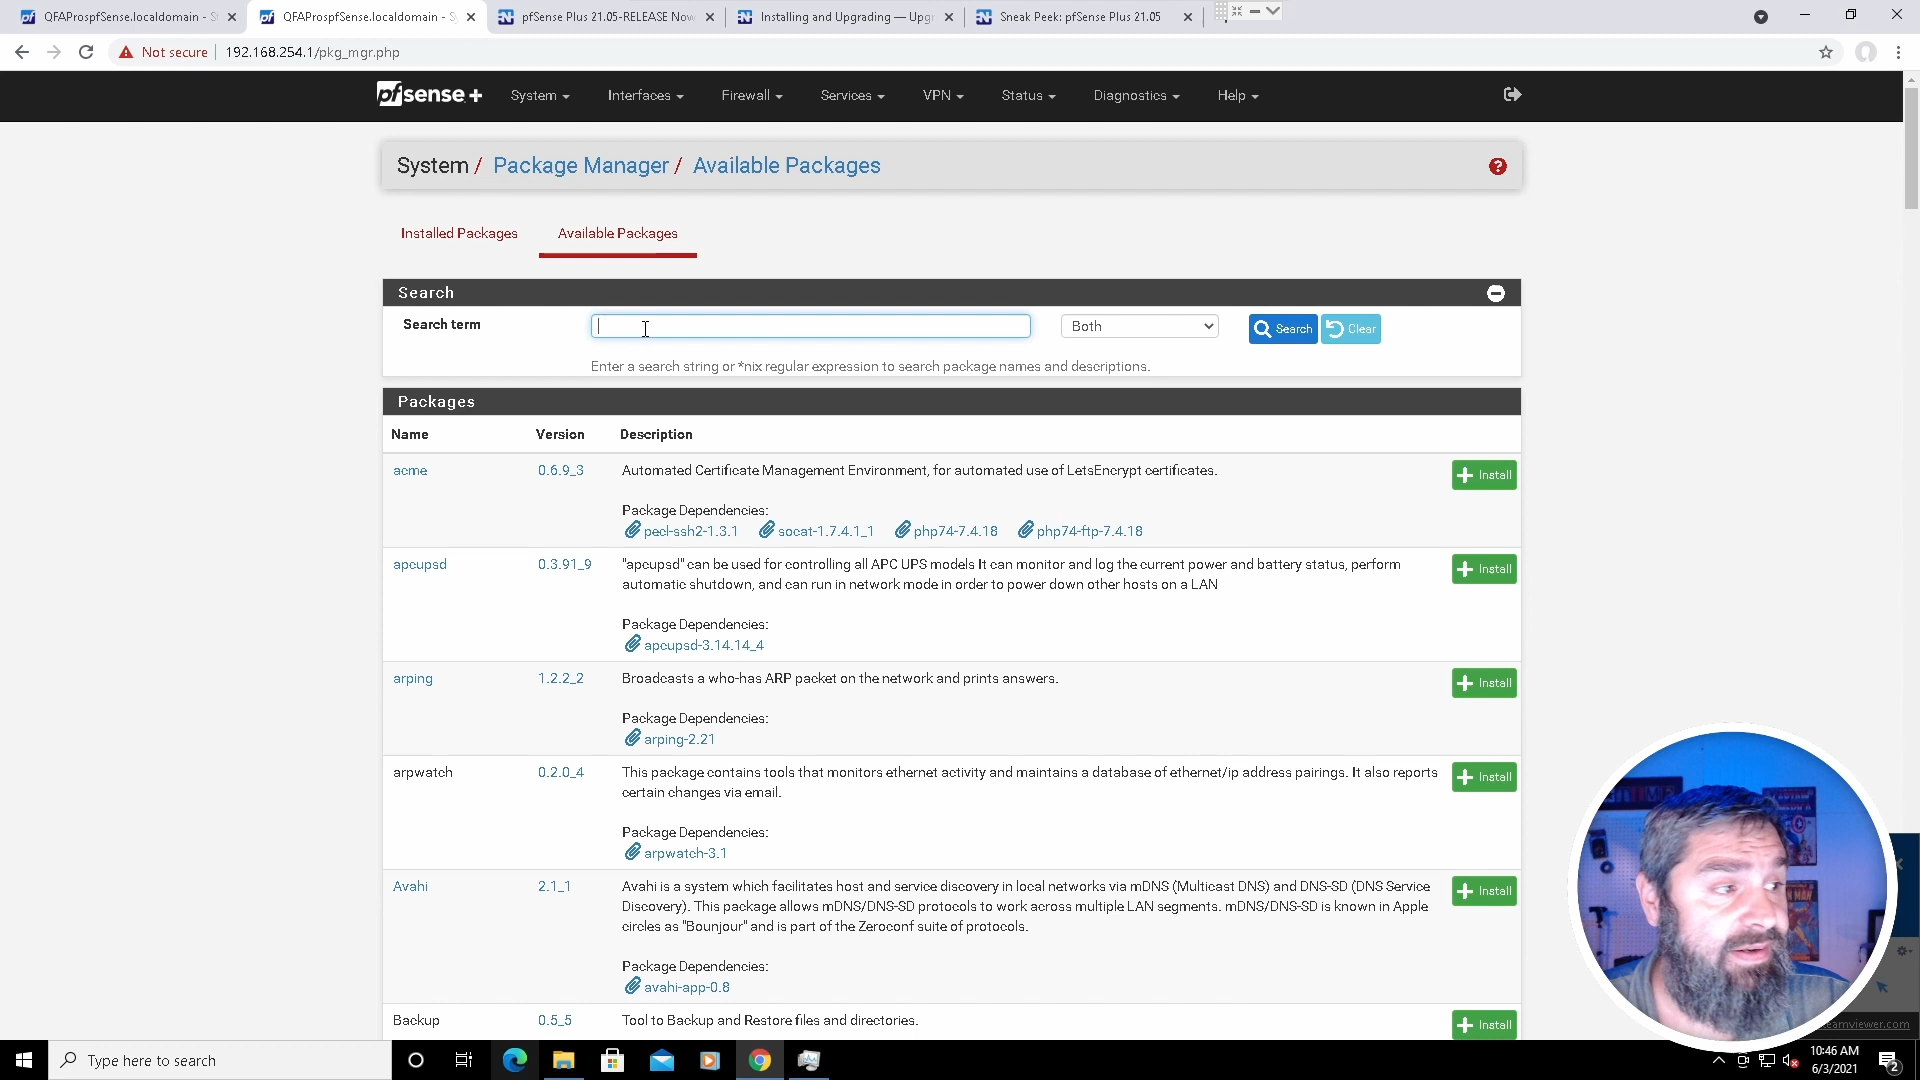 QFAProspfSense.localdomain - S
QFAProspfSense.localdomain - S
pfSense Plus 21.05-RELEASE Now
Installing and Upgrading — Upgr
Sneak Peek: pfSense Plus 21.05
Not secure
192.168.254.1/pkg_mgr.php
pfsense +
System
Interfaces
Firewall
Services
VPN
Status
Diagnostics
Help
System / Package Manager / Available Packages
Installed Packages
Available Packages
Search
Search term
Both
Search
Clear
Enter a search string or *nix regular expression to search package names and descriptions.
Packages
Name Version Description
acme 0.6.9_3 Automated Certificate Management Environment, for automated use of LetsEncrypt certificates. Install
Package Dependencies:
pecl-ssh2-1.3.1 socat-1.7.4.1_1 php74-7.4.18 php74-ftp-7.4.18
apcupsd 0.3.91_9 "apcupsd" can be used for controlling all APC UPS models It can monitor and log the current power and battery status, perform Install
automatic shutdown, and can run in network mode in order to power down other hosts on a LAN
Package Dependencies:
apcupsd-3.14.14_4
arping 1.2.2_2 Broadcasts a who-has ARP packet on the network and prints answers. Install
Package Dependencies:
arping-2.21
arpwatch 0.2.0_4 This package contains tools that monitors ethernet activity and maintains a database of ethernet/ip address pairings. It also reports Install
certain changes via email.
Package Dependencies:
arpwatch-3.1
Avahi 2.1_1 Avahi is a system which facilitates host and service discovery in local networks via mDNS (Multicast DNS) and DNS-SD (DNS Service Install
Discovery). This package allows mDNS/DNS-SD protocols to work across multiple LAN segments. mDNS/DNS-SD is known in Apple
circles as "Bounjour" and is part of the Zeroconf suite of protocols.
Package Dependencies:
avahi-app-0.8
Backup 0.5_5 Tool to Backup and Restore files and directories. Install
Type here to search
10:46 AM
6/3/2021
2